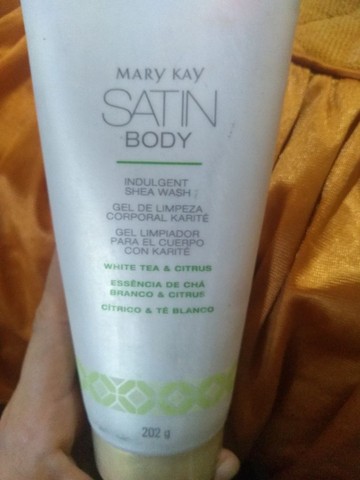 MARY KAY
SATIN
BODY
INDULGENT
SHEA WASH
GEL DE LIMPEZA
CORPORAL KARITÉ
GEL LIMPIADOR
PARA EL CUERPO
CON KARITÉ
WHITE TEA & CITRUS
ESSÊNCIA DE CHÁ
BRANCO & CITRUS
CÍTRICO & TÉ BLANCO
202 g